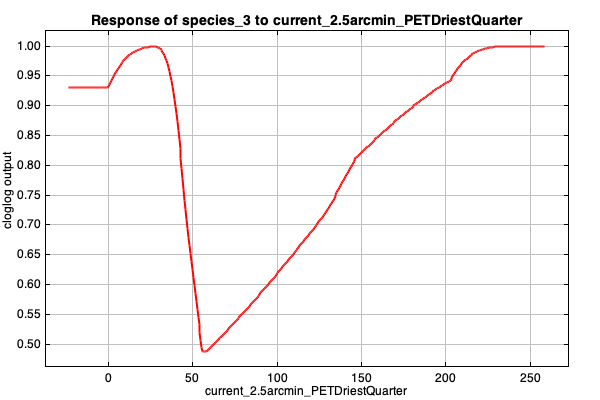 Response of species_3 to current_2.5arcmin_PETDriestQuarter
1.00
0.95
0.90
0.85
0.80
0.75
0.70
0.65
0.60
0.55
0.50
cloglog output
0 50 100 150 200 250
current_2.5arcmin_PETDriestQuarter